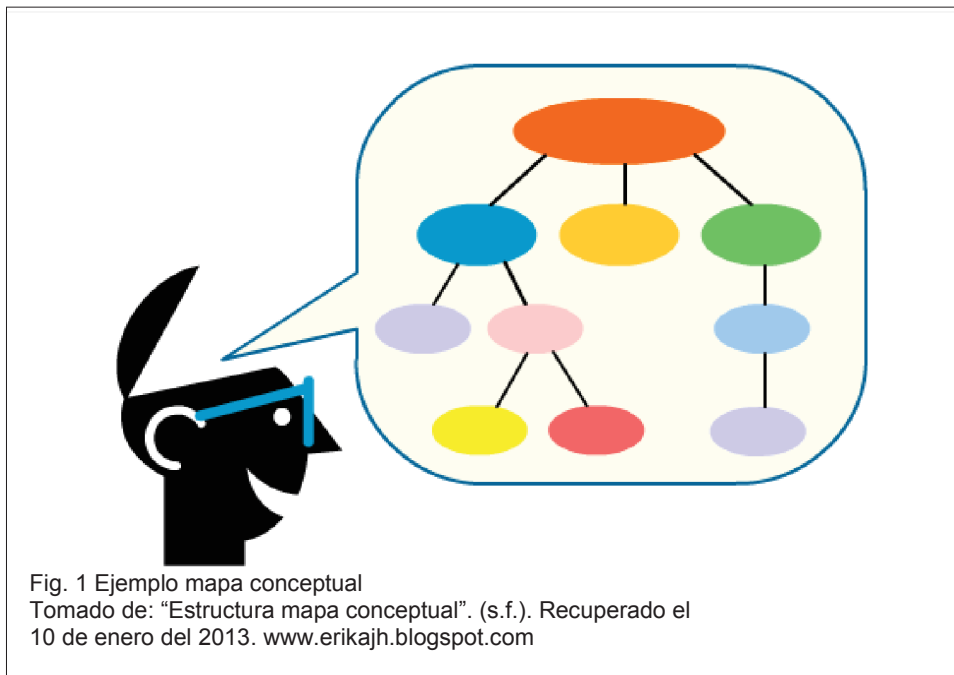 Fig. 1 Ejemplo mapa conceptual
Tomado de: “Estructura mapa conceptual”. (s.f.). Recuperado el
10 de enero del 2013. www.erikajh.blogspot.com